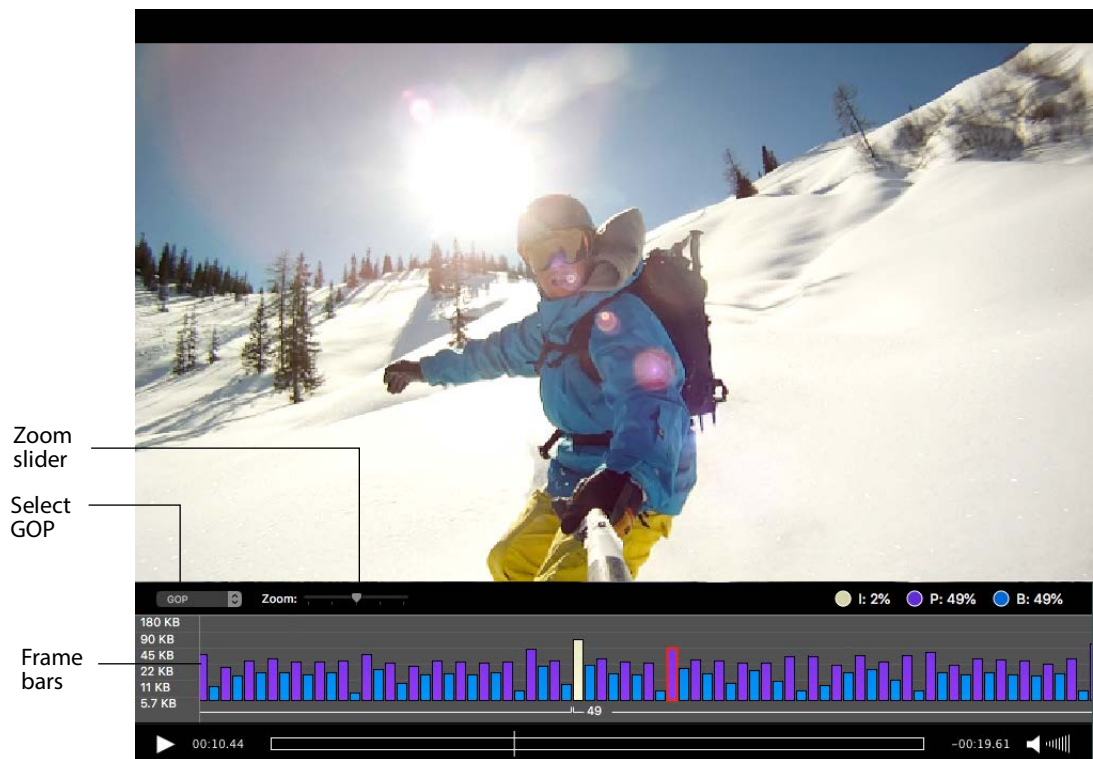 Zoom
slider
Select
GOP
GOP
Zoom:
I: 2%
P: 49%
B: 49%
180 KB
90 KB
45 KB
22 KB
11 KB
5.7 KB
Frame
bars
49
00:10.44
-00:19.61